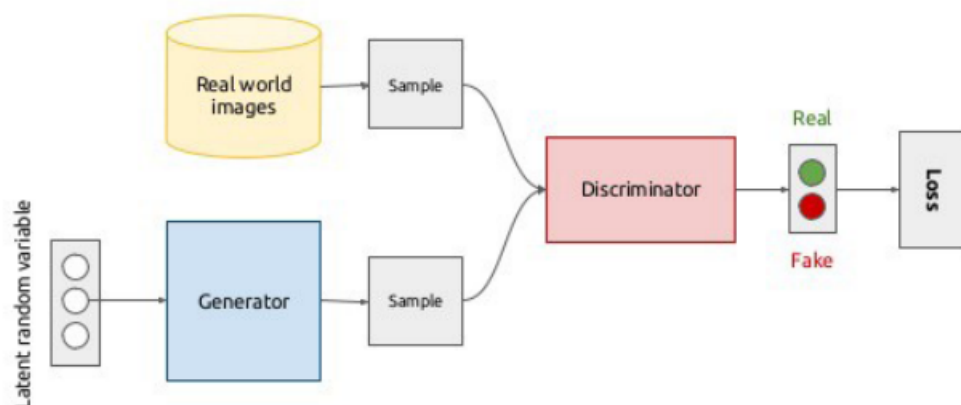 Real world
images
Sample
Real
Discriminator
Loss
Fake
Latent random variable
Generator
Sample